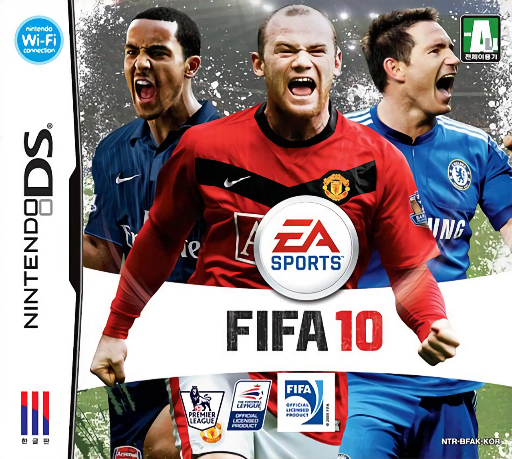 Nintendo
Wi-Fi
connection
A
전체이용가
NINTENDO DS
EA
SPORTS
FIFA 10
PREMIER
LEAGUE
THE FOOTBALL
LEAGUE
OFFICIAL
LICENSED
PRODUCT
FIFA
OFFICIAL
LICENSED
PRODUCT
Arsenal
한글판
NTR-BFAK-KOR